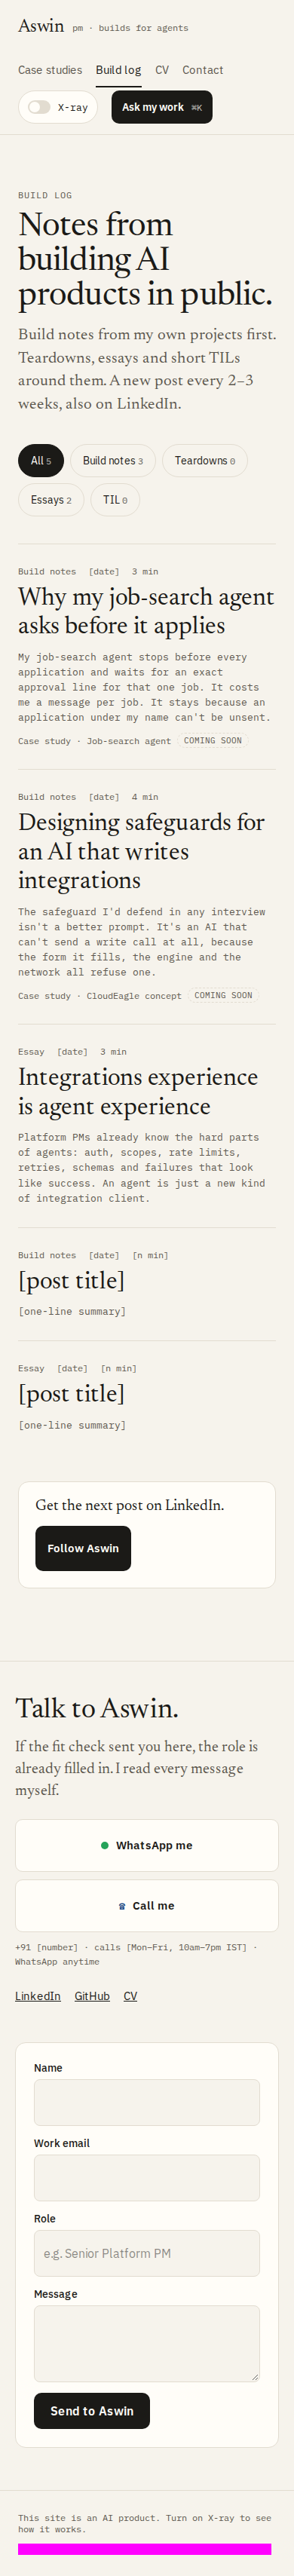 Aswin pm · builds for agents
Case studies Build log CV Contact
X-ray Ask my work ⌘K
BUILD LOG
Notes from
building AI
products in public.
Build notes from my own projects first.
Teardowns, essays and short TILs
around them. A new post every 2–3
weeks, also on LinkedIn.
All 5 Build notes 3 Teardowns 0
Essays 2 TIL 0
Build notes [date] 3 min
Why my job-search agent
asks before it applies
My job-search agent stops before every
application and waits for an exact
approval line for that one job. It costs
me a message per job. It stays because an
application under my name can't be unsent.
Case study · Job-search agent COMING SOON
Build notes [date] 4 min
Designing safeguards for
an AI that writes
integrations
The safeguard I'd defend in any interview
isn't a better prompt. It's an AI that
can't send a write call at all, because
the form it fills, the engine and the
network all refuse one.
Case study · CloudEagle concept COMING SOON
Essay [date] 3 min
Integrations experience
is agent experience
Platform PMs already know the hard parts
of agents: auth, scopes, rate limits,
retries, schemas and failures that look
like success. An agent is just a new kind
of integration client.
Build notes [date] [n min]
[post title]
[one-line summary]
Essay [date] [n min]
[post title]
[one-line summary]
Get the next post on LinkedIn.
Follow Aswin
Talk to Aswin.
If the fit check sent you here, the role is
already filled in. I read every message
myself.
WhatsApp me
☎ Call me
+91 [number] · calls [Mon–Fri, 10am–7pm IST] ·
WhatsApp anytime
LinkedIn GitHub CV
Name
Work email
Role
e.g. Senior Platform PM
Message
Send to Aswin
This site is an AI product. Turn on X-ray to see
how it works.